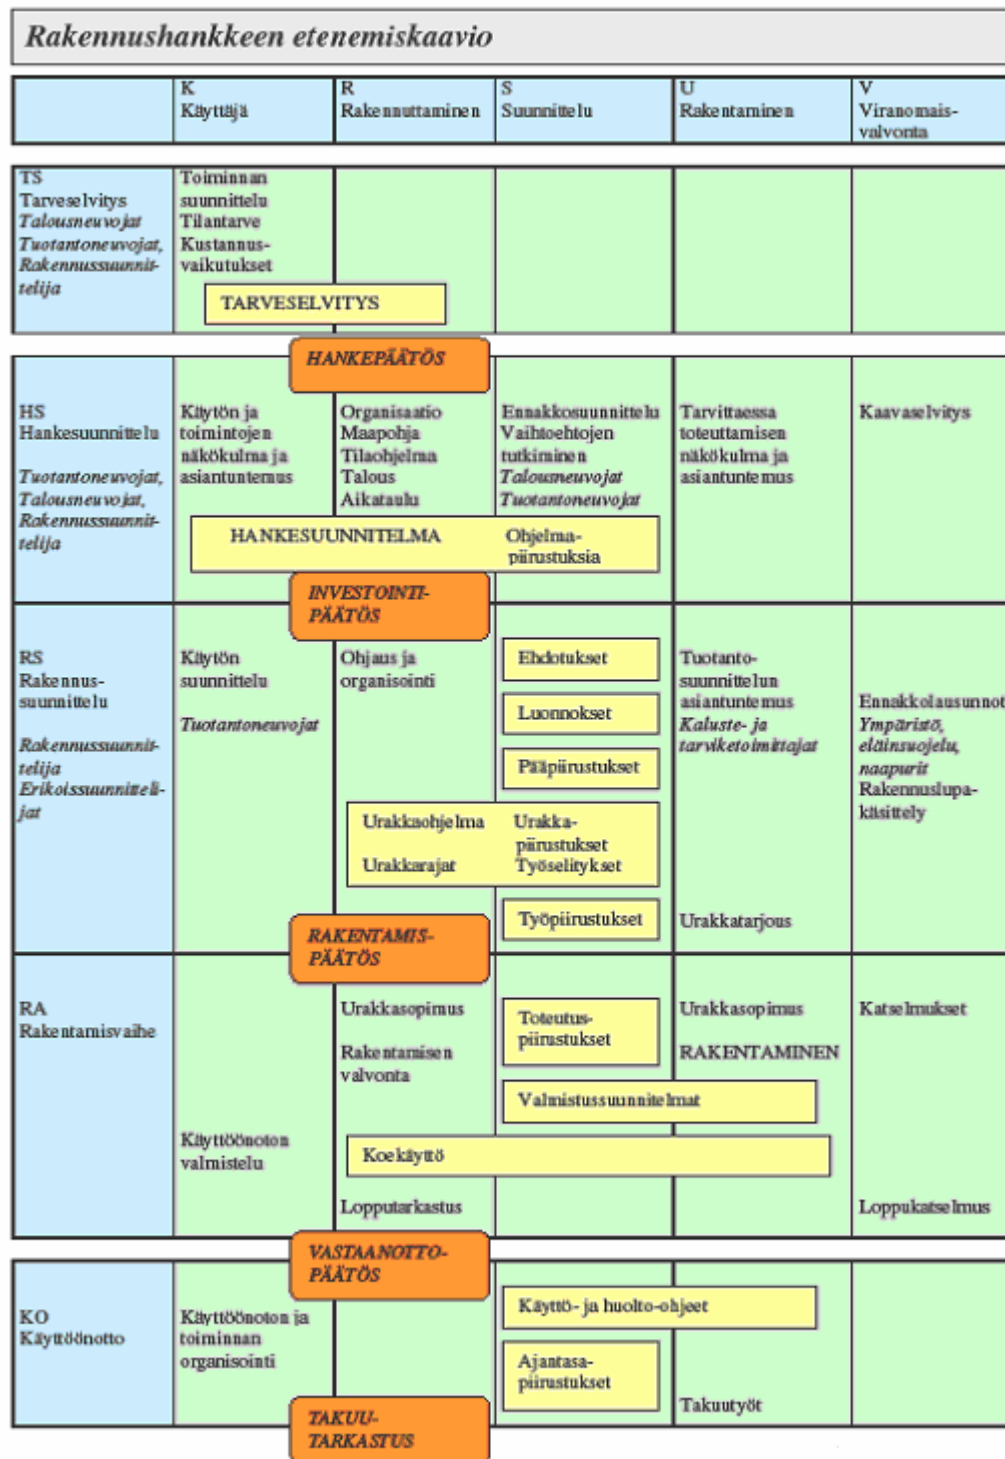 Rakennushankkeen etenemiskaavio
K
Käyttäjä
R
Rakennuttaminen
S
Suunnittelu
U
Rakentaminen
V
Viranomais-
valvonta
TS
Tarveselvitys
Talousneuvojat
Tuotantoneuvojat,
Rakennussuunnit-
telija
Toiminnan
suunnittelu
Tilantarve
Kustannus-
vaikutukset
TARVESELVITYS
HANKEPÄÄTÖS
HS
Hankesuunnittelu
Tuotantoneuvojat,
Talousneuvojat,
Rakennussuunnit-
telija
Käytön ja
toimintojen
näkökulma ja
asiantuntemus
Organisaatio
Maapohja
Tilaohjelma
Talous
Aikataulu
Ennakkosuunnittelu
Vaihtoehtojen
tutkiminen
Talousneuvojat
Tuotantoneuvojat
Tarvittaessa
toteuttamisen
näkökulma ja
asiantuntemus
Kaavaselvitys
HANKESUUNNITELMA
Ohjelma-
piirustuksia
INVESTOINTI-
PÄÄTÖS
RS
Rakennus-
suunnittelu
Rakennussuunnit-
telija
Erikoissuunnitteli-
jat
Käytön
suunnittelu
Tuotantoneuvojat
Ohjaus ja
organisointi
Ehdotukset
Luonnokset
Pääpiirustukset
Urakkaohjelma
Urakkarajat
Urakka-
piirustukset
Työselitykset
Työpiirustukset
Tuotanto-
suunnittelun
asiantuntemus
Kaluste- ja
tarviketoimittajat
Urakkatarjous
Ennakkolausunnot
Ympäristö,
eläinsuojelu,
naapurit
Rakennuslupa-
käsittely
RAKENTAMIS-
PÄÄTÖS
RA
Rakentamisvaihe
Käyttöönoton
valmistelu
Urakkasopimus
Rakentamisen
valvonta
Toteutus-
piirustukset
Urakkasopimus
RAKENTAMINEN
Katselmukset
Valmistussuunnitelmat
Koekäyttö
Lopputarkastus
Loppukatselmus
VASTAANOTTO-
PÄÄTÖS
KO
Käyttöönotto
Käyttöönoton ja
toiminnan
organisointi
Käyttö- ja huolto-ohjeet
Ajantasa-
piirustukset
Takuutyöt
TAKUU-
TARKASTUS